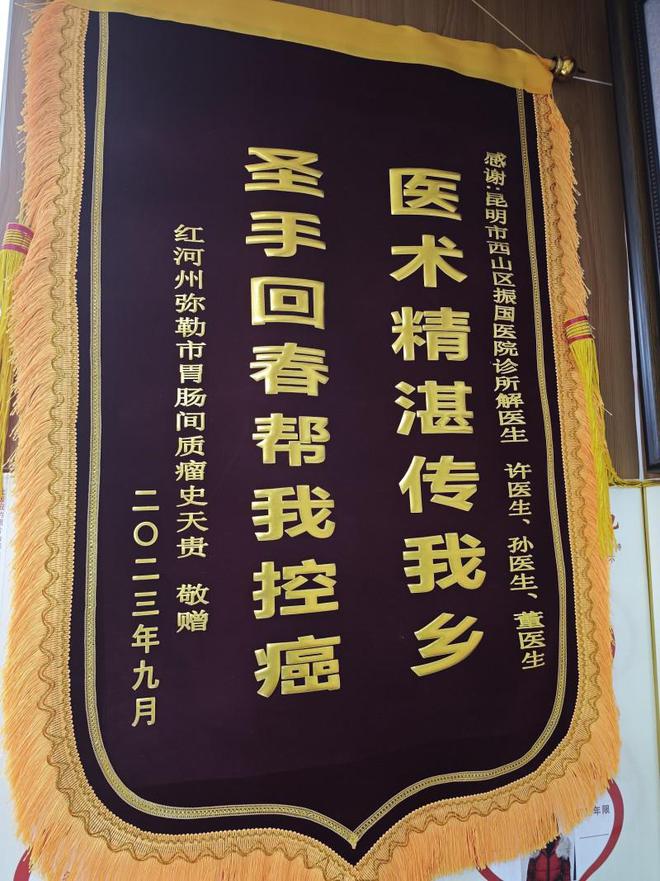 感谢:昆明市西山区振国医院诊所解医生 许医生、孙医生、董医生
医术精湛传我乡
圣手回春帮我控癌
红河州弥勒市胃肠间质瘤史天贵 敬赠
二〇二三年九月
年限